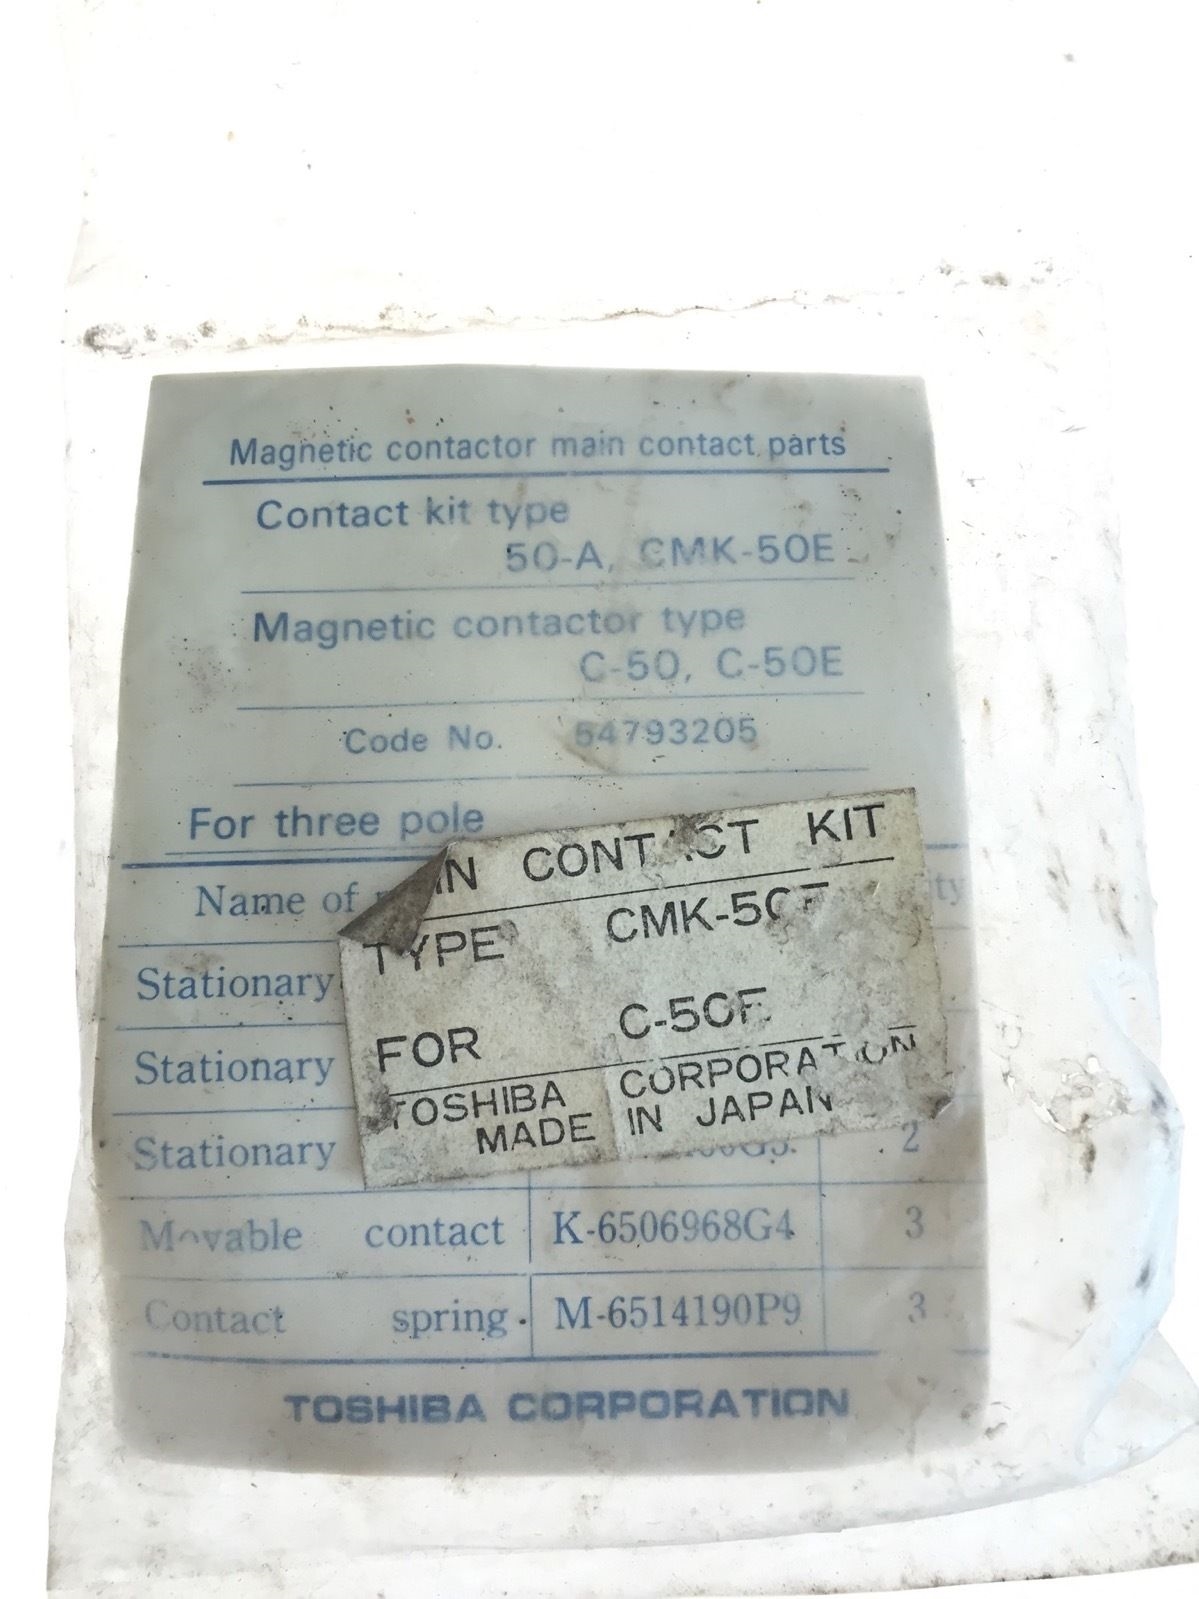 Magnetic contactor main contact parts
Contact kit type
50-A, CMK-50E
Magnetic contactor type
C-50, C-50E
Code No. 54793205
For three pole
CONTACT KIT
Name of
TYPE CMK-50E
Stationary
FOR C-50E
Stationary
TOSHIBA CORPORATION
MADE IN JAPAN
Stationary 2
Movable contact K-6506968G4 3
Contact spring M-6514190P9 3
TOSHIBA CORPORATION